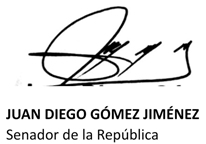 JUAN DIEGO GÓMEZ JIMÉNEZ
Senador de la República